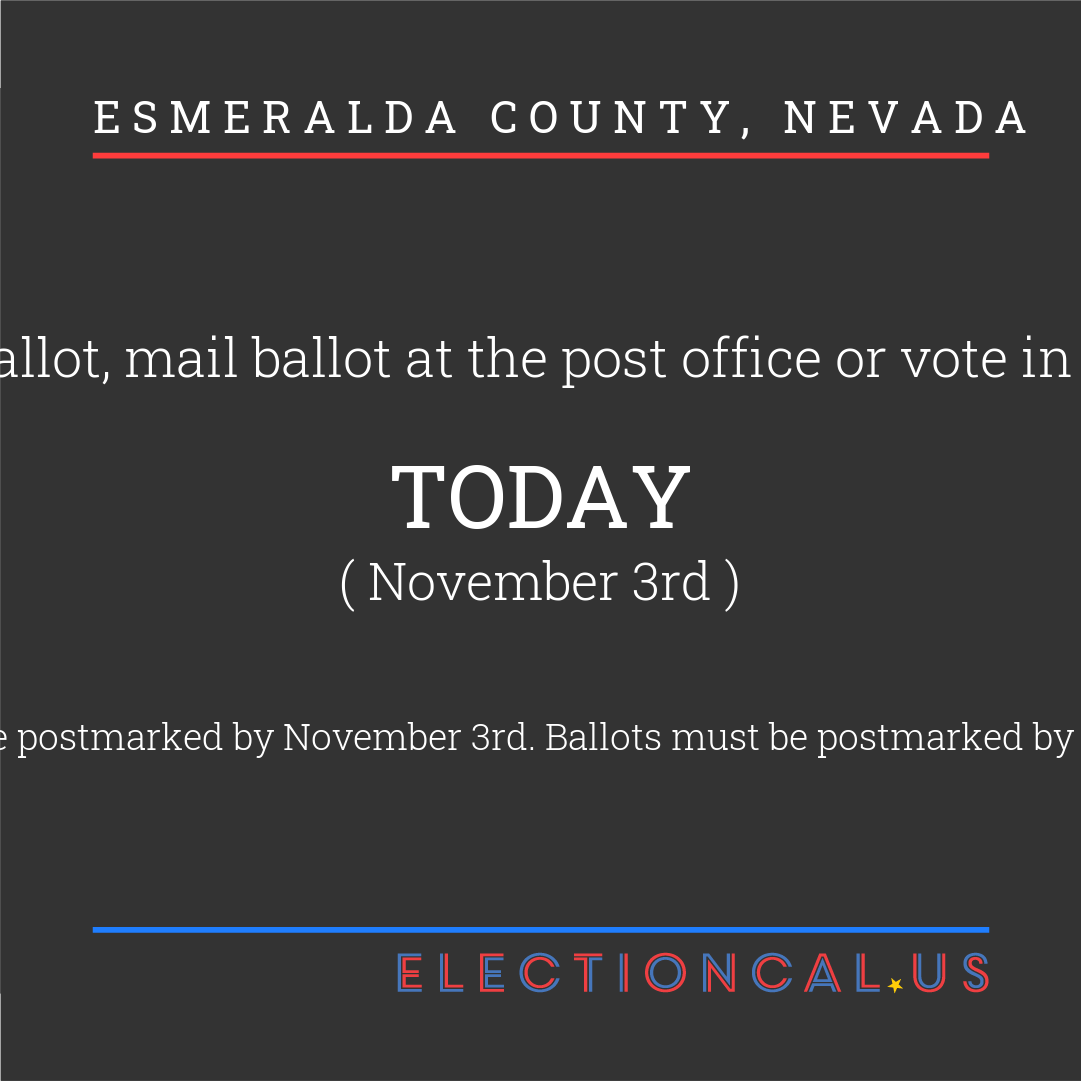 ESMERALDA COUNTY, NEVADA
allot, mail ballot at the post office or vote in
TODAY
( November 3rd )
e postmarked by November 3rd. Ballots must be postmarked by
ELECTIONCAL.US